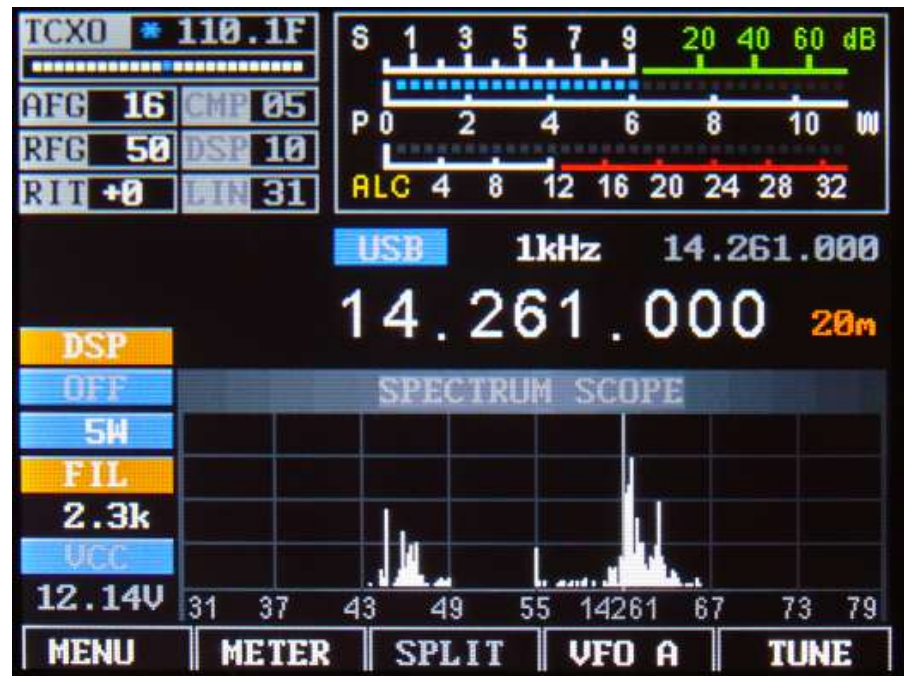 TCXO * 110.1F
AFG 16 CMP 05
RFG 50 DSP 10
RIT +0 LIN 31
S 1 3 5 7 9 20 40 60 dB
P 0 2 4 6 8 10 W
ALC 4 8 12 16 20 24 28 32
USB 1kHz 14.261.000
14.261.000 20m
DSP
OFF
5W
FIL
2.3k
VCC
12.14V
SPECTRUM SCOPE
31 37 43 49 55 14261 67 73 79
MENU METER SPLIT VFO A TUNE